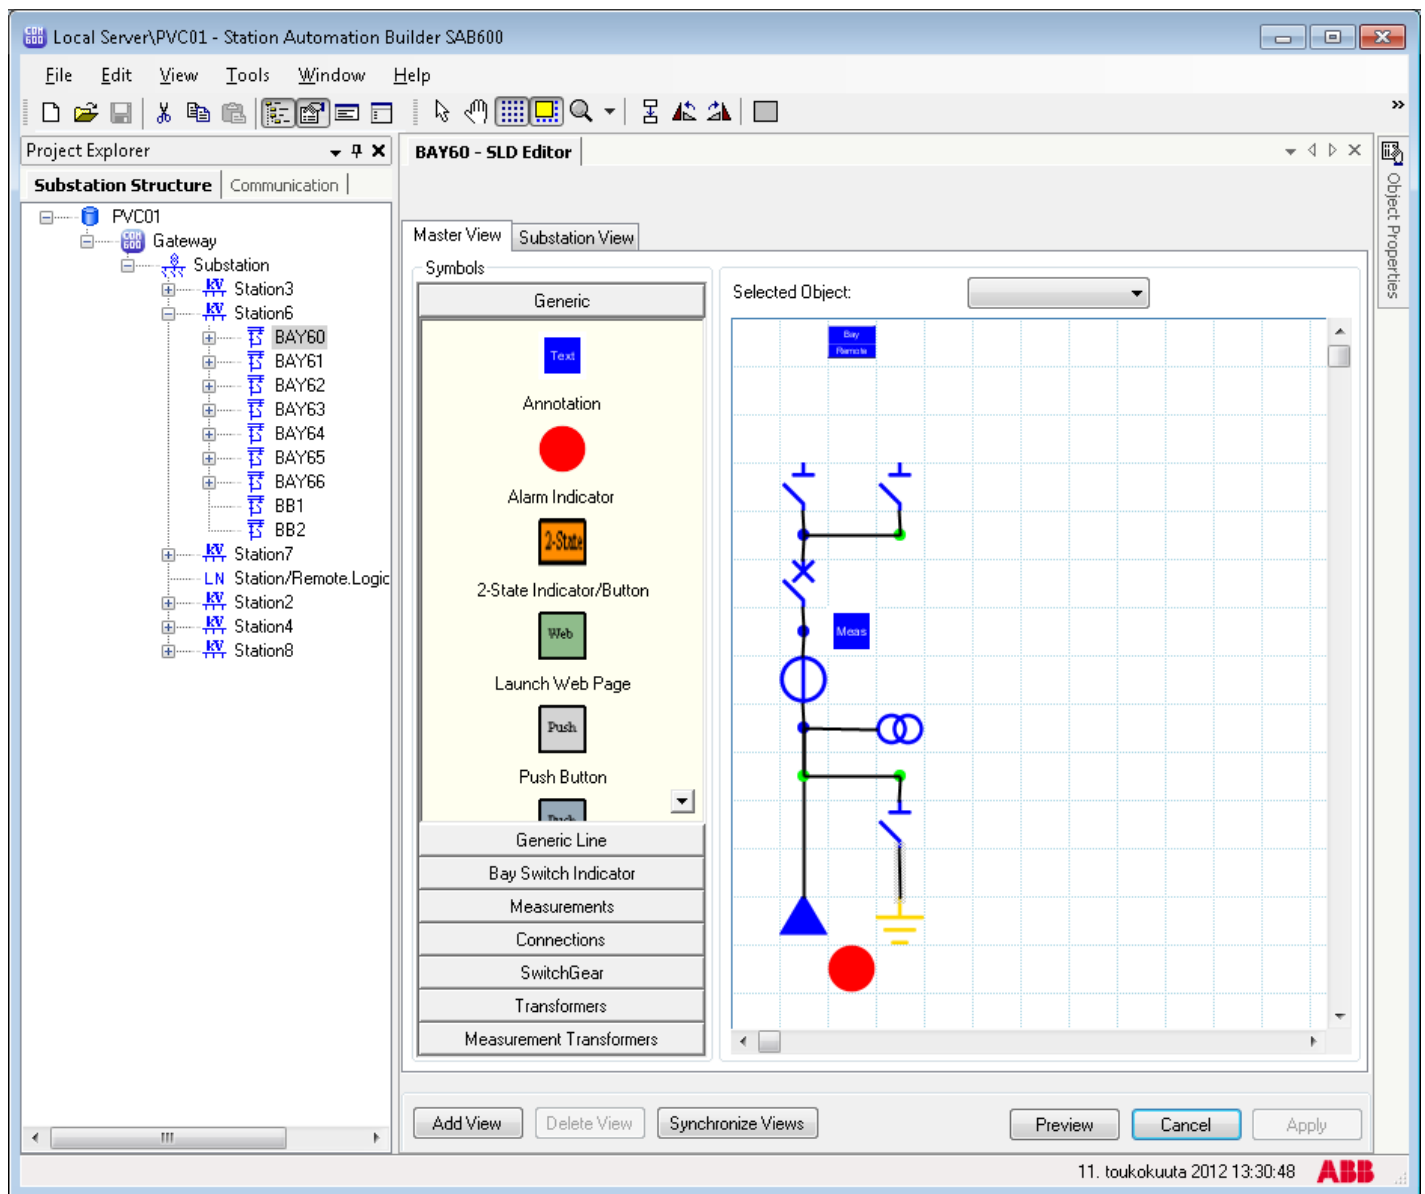 Local Server\PVC01 - Station Automation Builder SAB600
File Edit View Tools Window Help
Project Explorer
Substation Structure Communication
PVC01
Gateway
Substation
Station3
Station6
BAY60
BAY61
BAY62
BAY63
BAY64
BAY65
BAY66
BB1
BB2
Station7
LN Station/Remote.Logic
Station2
Station4
Station8
BAY60 - SLD Editor
Master View Substation View
Symbols
Generic
Text
Annotation
Alarm Indicator
2-State
2-State Indicator/Button
Web
Launch Web Page
Push
Push Button
Push
Generic Line
Bay Switch Indicator
Measurements
Connections
SwitchGear
Transformers
Measurement Transformers
Selected Object:
Bay
Remote
Meas
Object Properties
Add View Delete View Synchronize Views Preview Cancel Apply
11. toukokuuta 2012 13:30:48 ABB